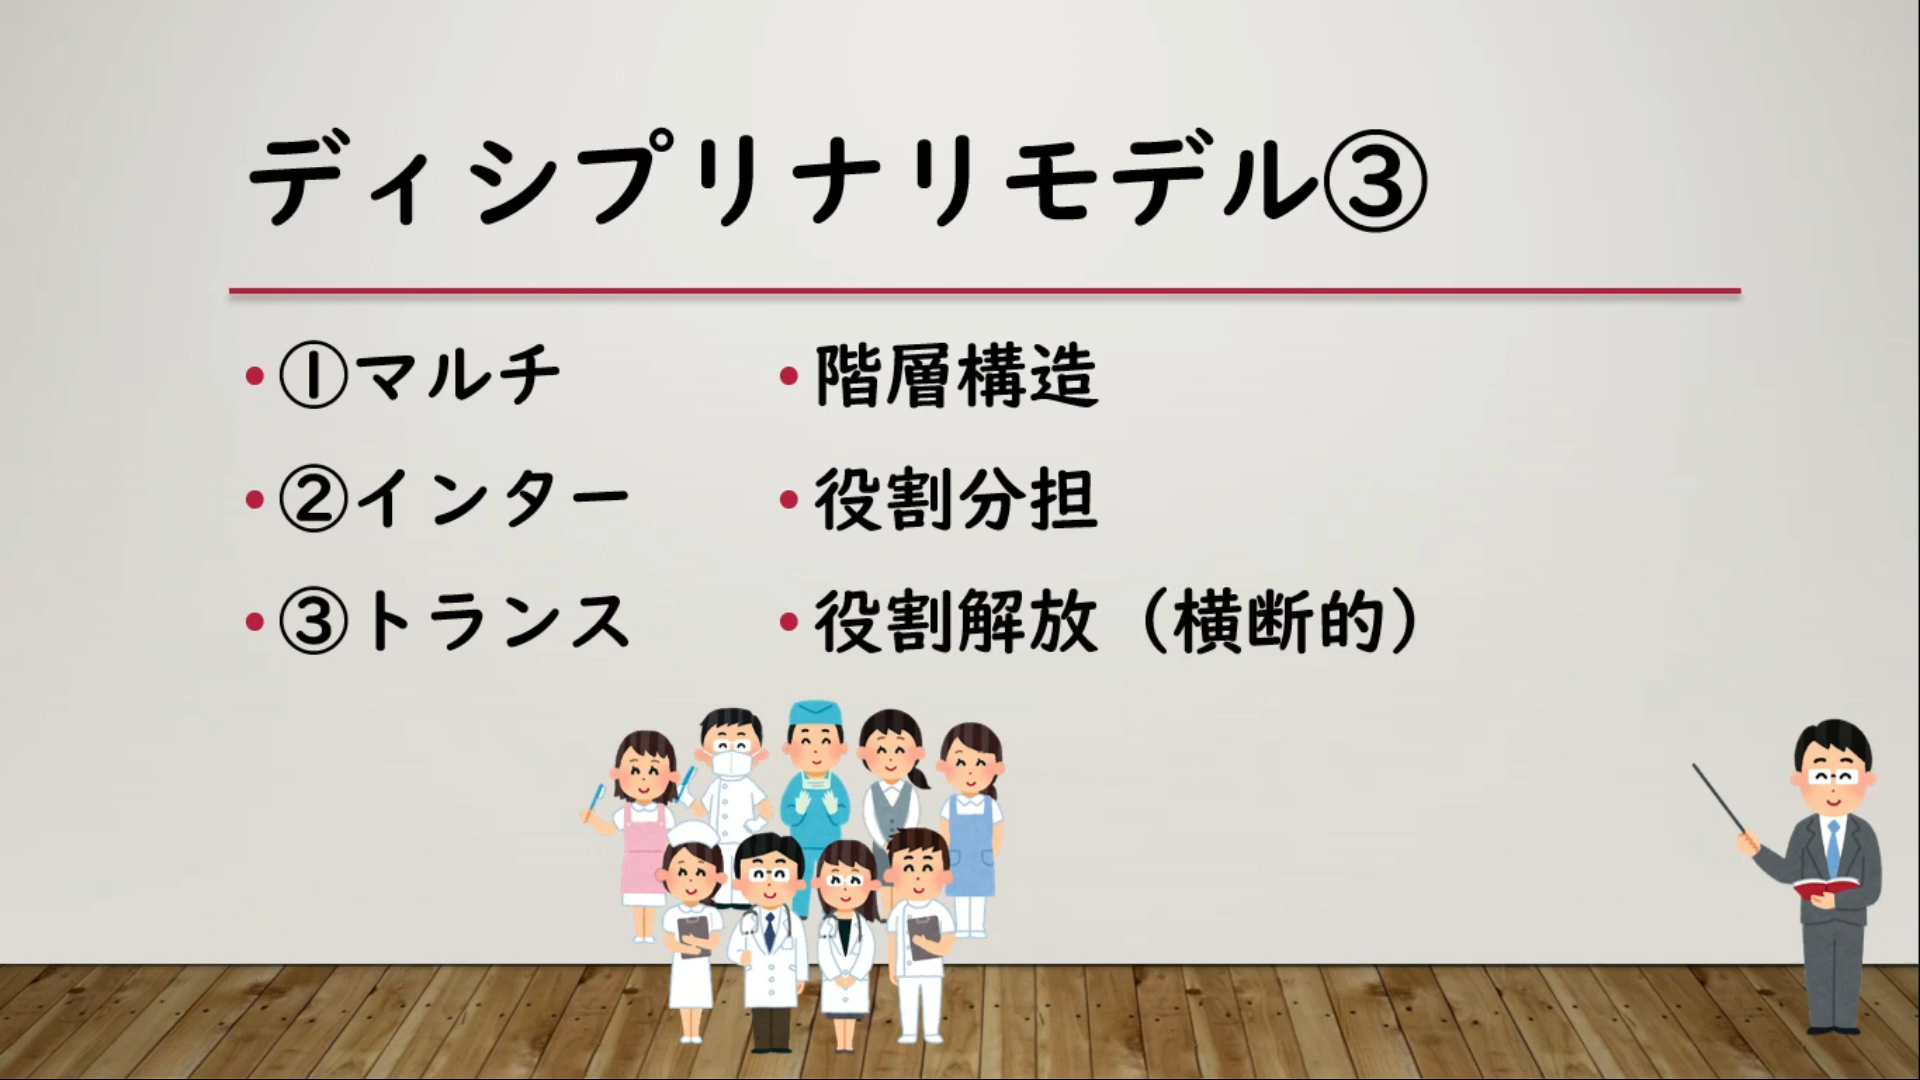 ディシプリナリモデル③
•①マルチ
•②インター
•③トランス
•階層構造
•役割分担
•役割解放（横断的）